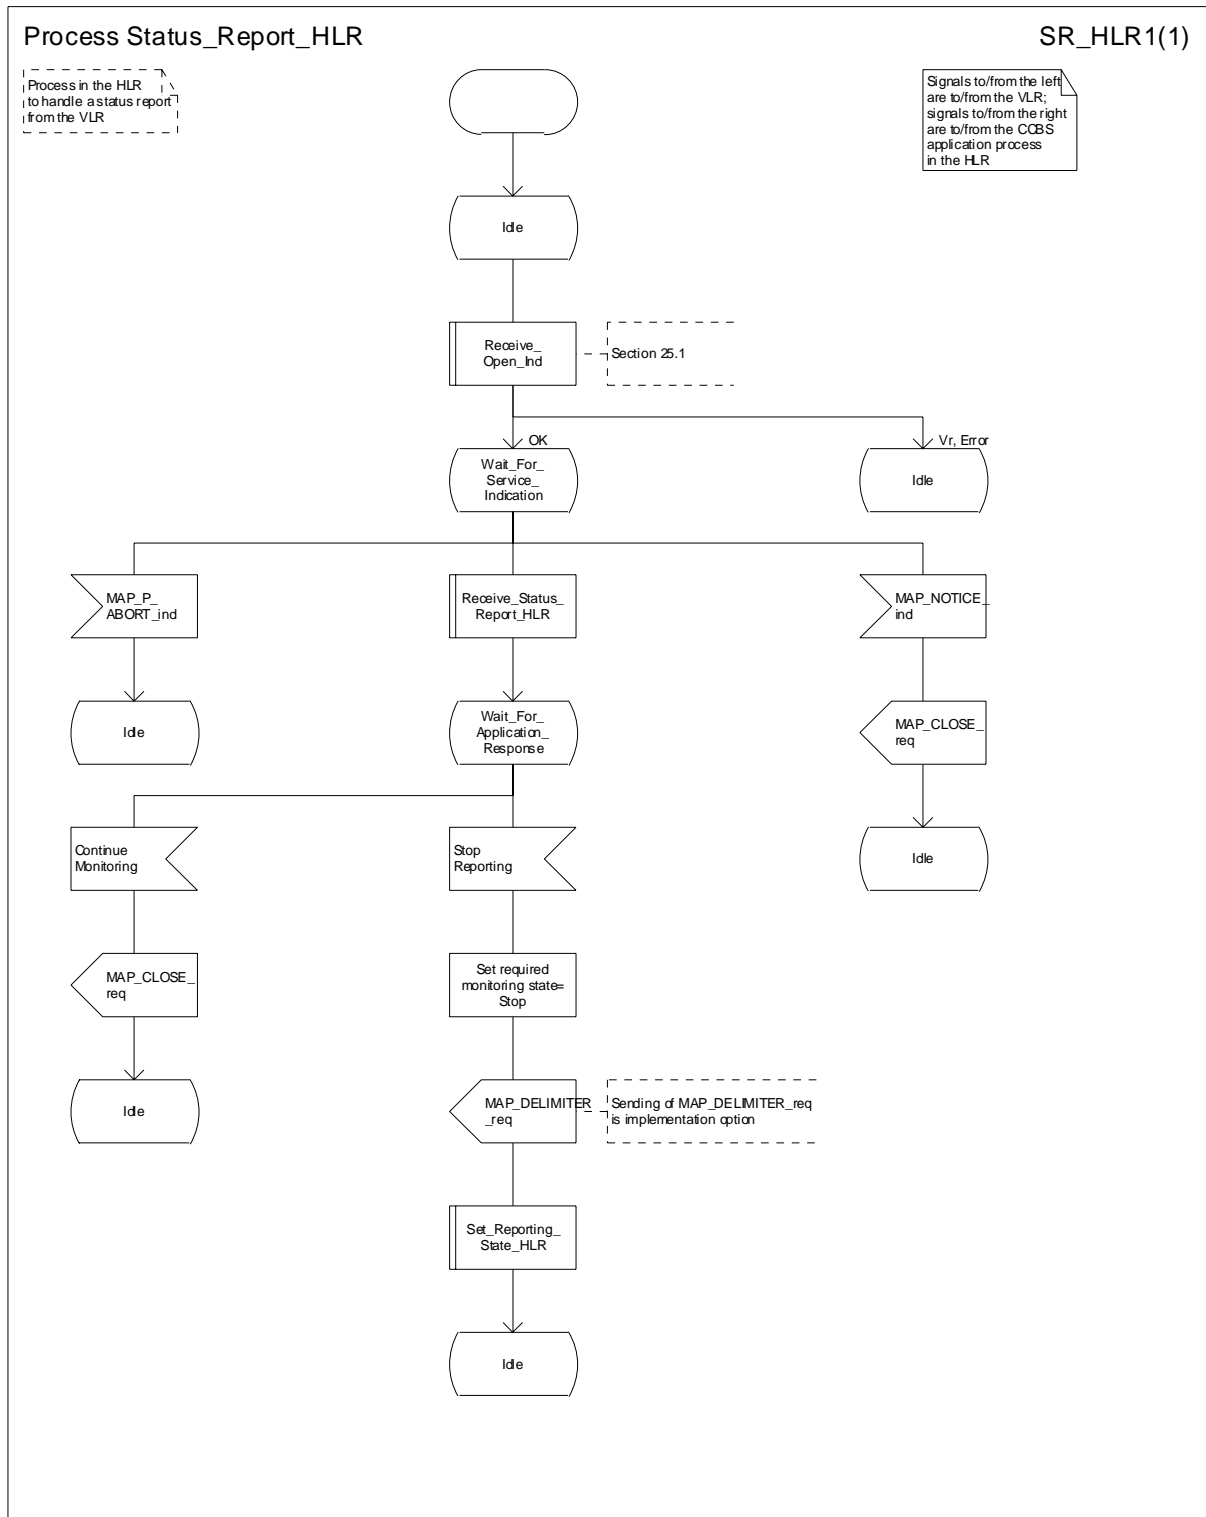 Process Status_Report_HLR
SR_HLR1(1)
Process in the HLR
to handle a status report
from the VLR
Signals to/from the left
are to/from the VLR;
signals to/from the right
are to/from the CCBS
application process
in the HLR
Idle
Receive_
Open_Ind
Section 25.1
OK
Vr, Error
Wait_For_
Service_
Indication
Idle
MAP_P_
ABORT_ind
Receive_Status_
Report_HLR
MAP_NOTICE_
ind
Idle
Wait_For_
Application_
Response
MAP_CLOSE_
req
Continue
Monitoring
Stop
Reporting
Idle
MAP_CLOSE_
req
Set required
monitoring state=
Stop
Idle
MAP_DELIMITER
_req
Sending of MAP_DELIMITER_req
is implementation option
Set_Reporting_
State_HLR
Idle